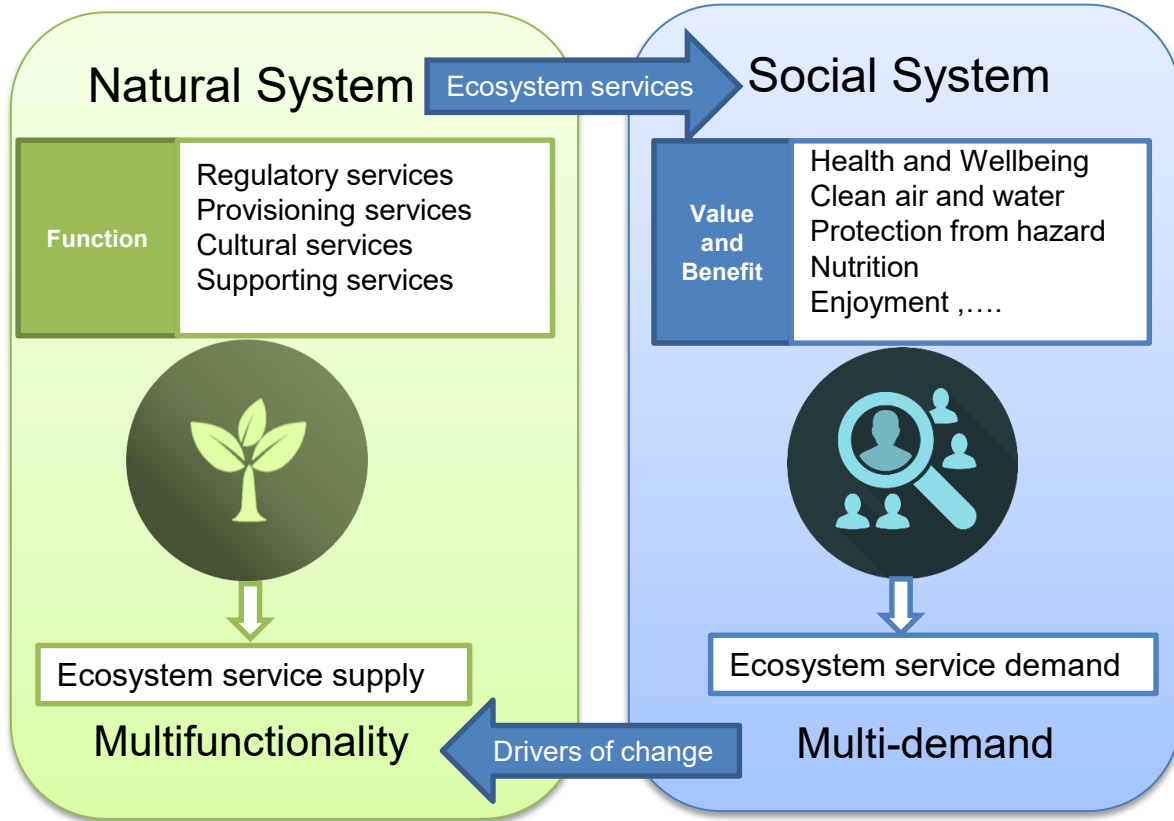 Natural System
Ecosystem services
Social System
Function
Regulatory services
Provisioning services
Cultural services
Supporting services
Value
and
Benefit
Health and Wellbeing
Clean air and water
Protection from hazard
Nutrition
Enjoyment ,....
Ecosystem service supply
Ecosystem service demand
Multifunctionality
Drivers of change
Multi-demand